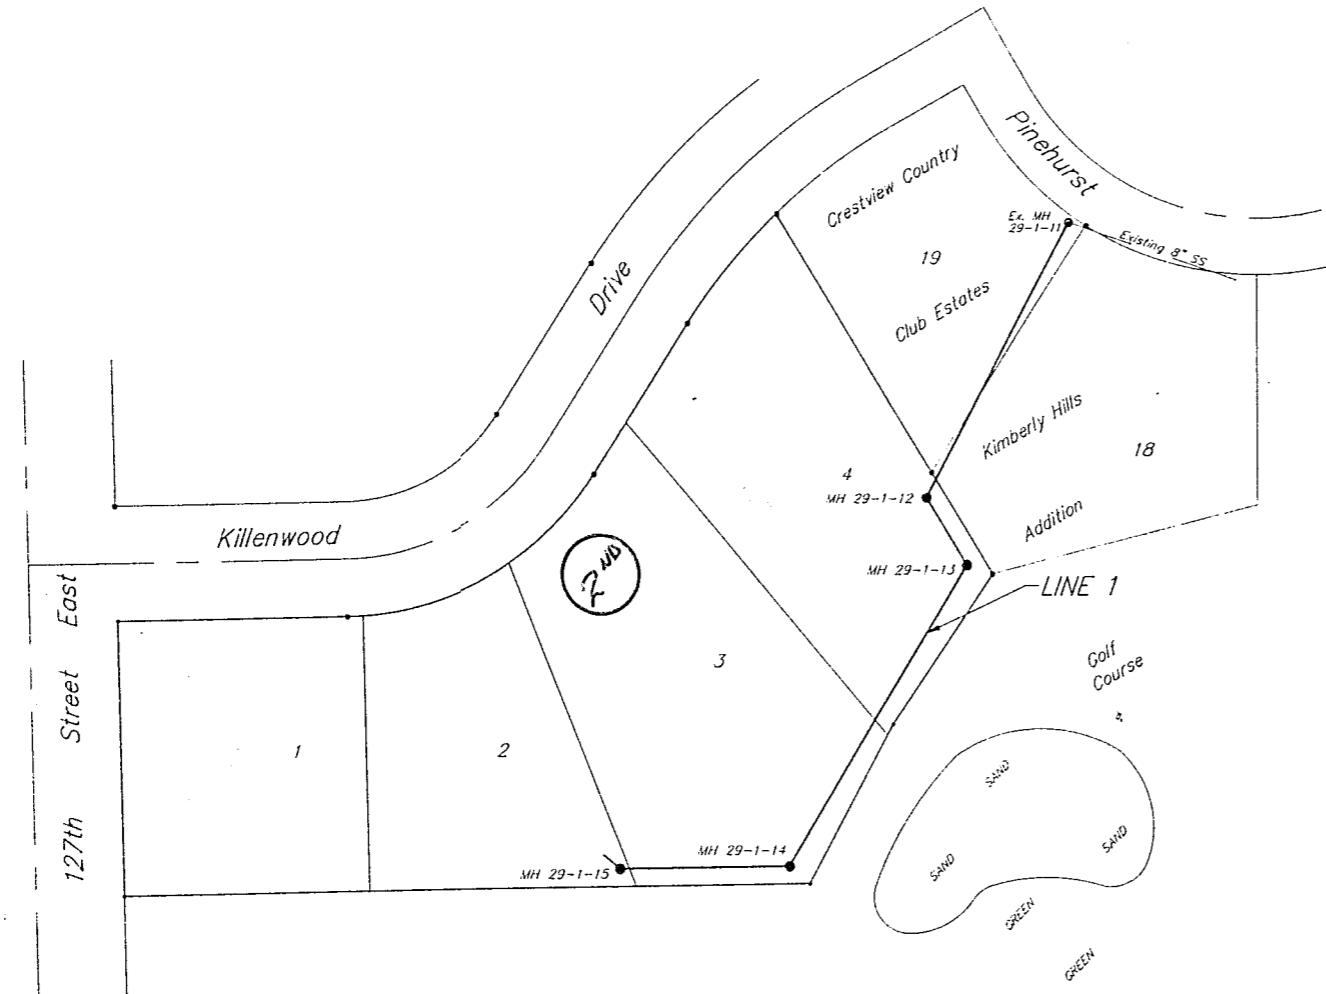 Pinehurst
Crestview Country
Ex. MH
29-1-11
Existing 8" SS
19
Club Estates
Drive
Kimberly Hills
18
4
MH 29-1-12
Addition
Killenwood
2ND
MH 29-1-13
LINE 1
127th Street East
3
Golf
Course
1
2
SAND
SAND
SAND
MH 29-1-14
MH 29-1-15
GREEN
GREEN